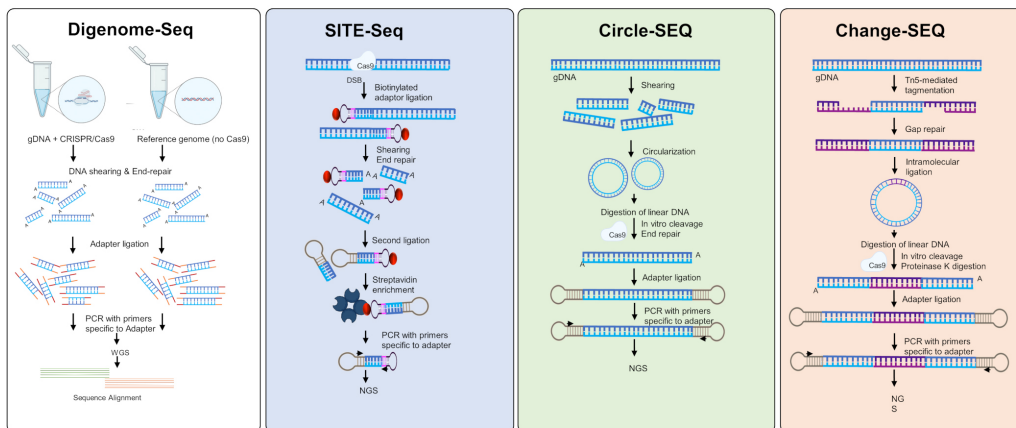 Digenome-Seq
gDNA + CRISPR/Cas9
Reference genome (no Cas9)
DNA shearing & End-repair
A
A
A
A
A
A
A
A
Adapter ligation
PCR with primers
specific to Adapter
WGS
Sequence Alignment
SITE-Seq
Cas9
DSB
Biotinylated
adaptor ligation
Shearing
End repair
A
A
A
A
A
A
Second ligation
Streptavidin
enrichment
PCR with primers
specific to adapter
NGS
Circle-SEQ
gDNA
Shearing
Circularization
Digestion of linear DNA
Cas9
In vitro cleavage
End repair
A
A
Adapter ligation
PCR with primers
specific to adapter
NGS
Change-SEQ
gDNA
Tn5-mediated
tagmentation
Gap repair
Intramolecular
ligation
Digestion of linear DNA
Cas9
In vitro cleavage
Proteinase K digestion
A
A
Adapter ligation
PCR with primers
specific to adapter
NG
S